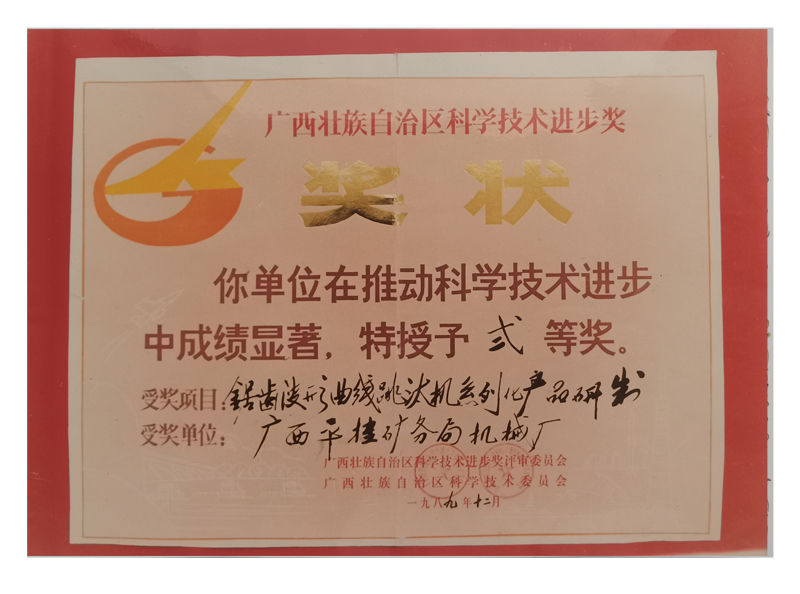 广西壮族自治区科学技术进步奖
奖状
你单位在推动科学技术进步
中成绩显著，特授予 弍 等奖。
受奖项目：锯齿波形曲线跳汰机系列化产品研制
受奖单位：广西平桂矿务局机械厂
广西壮族自治区科学技术进步奖评审委员会
广西壮族自治区科学技术委员会
一九八九年十二月